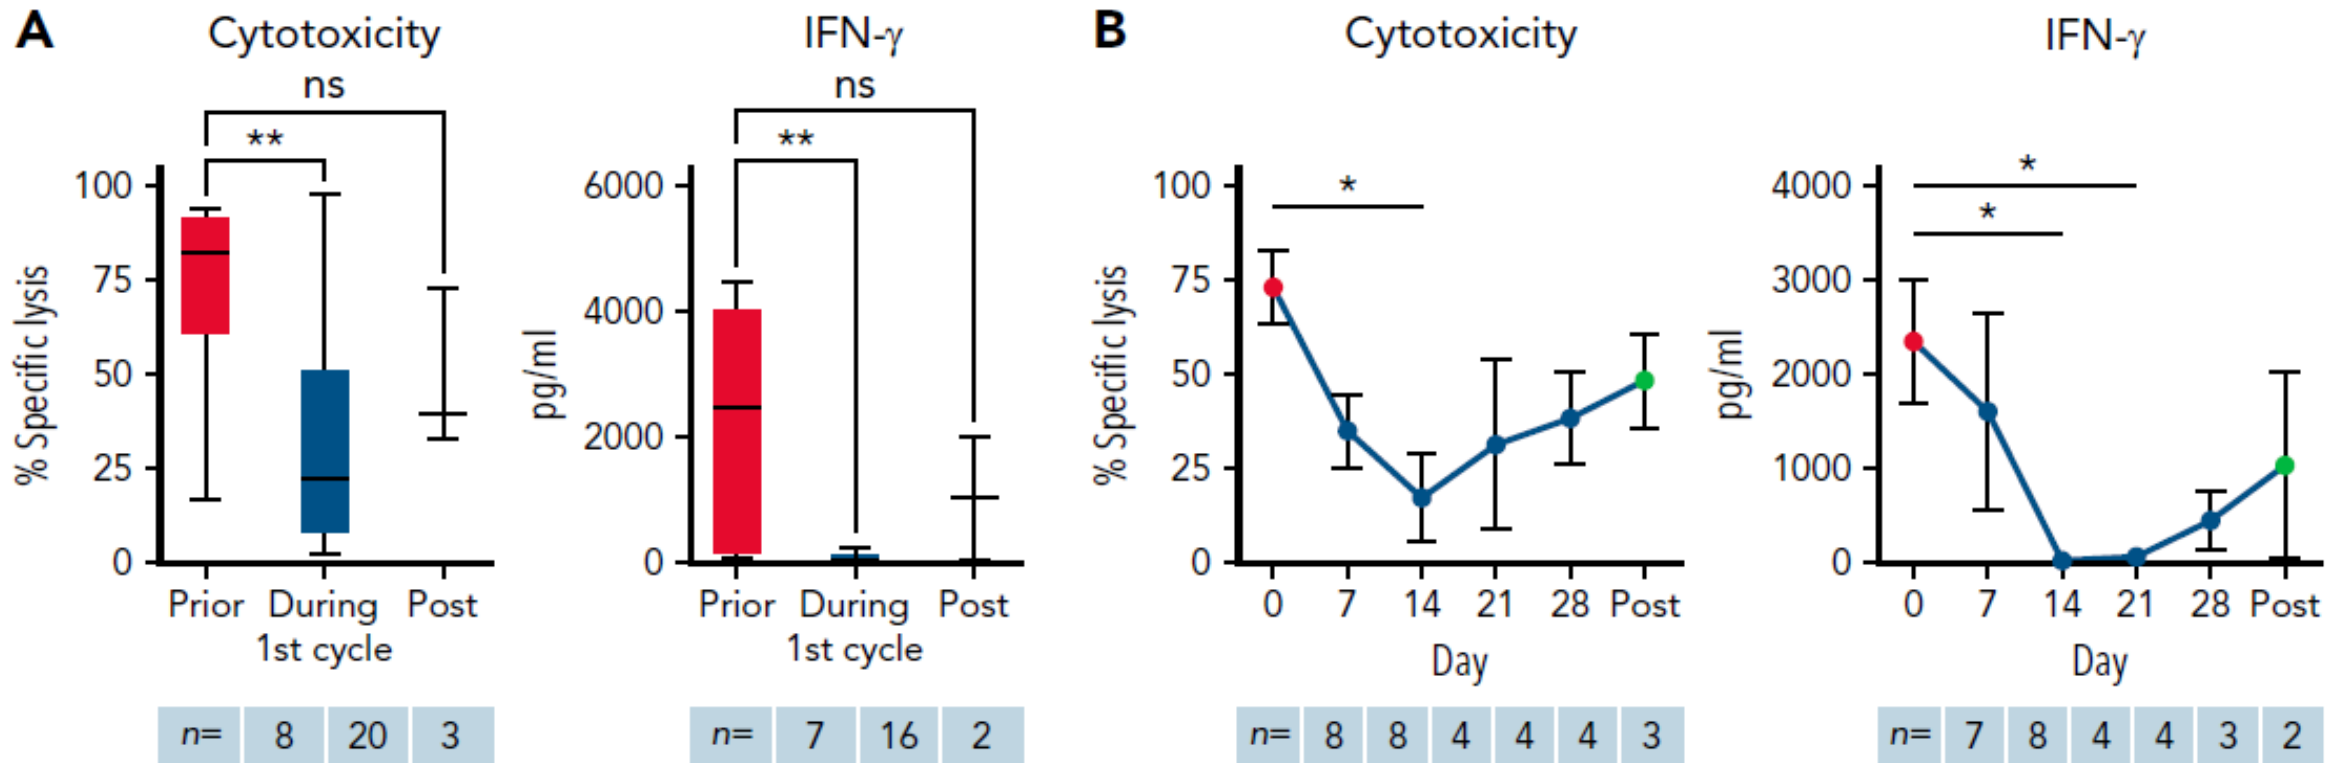 A
Cytotoxicity
ns
**
% Specific lysis
100
75
50
25
0
Prior During Post
1st cycle
n= 8 20 3
IFN-γ
ns
**
pg/ml
6000
4000
2000
0
Prior During Post
1st cycle
n= 7 16 2
B
Cytotoxicity
*
% Specific lysis
100
75
50
25
0
0 7 14 21 28 Post
Day
n= 8 8 4 4 4 3
IFN-γ
*
*
pg/ml
4000
3000
2000
1000
0
0 7 14 21 28 Post
Day
n= 7 8 4 4 3 2